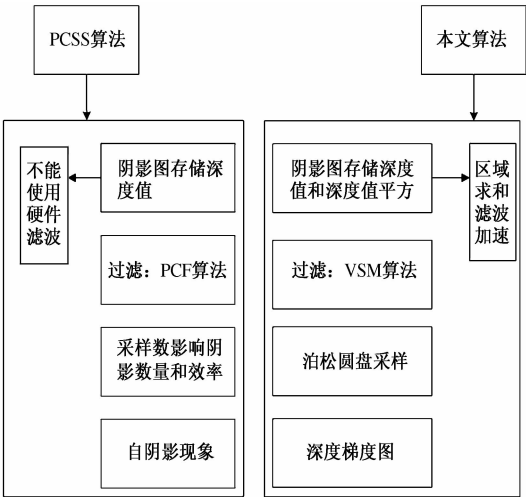 PCSS算法
本文算法
不能
使用
硬件
滤波
阴影图存储深
度值
过滤：PCF算法
采样数影响阴
影数量和效率
自阴影现象
阴影图存储深度
值和深度值平方
区域
求和
滤波
加速
过滤：VSM算法
泊松圆盘采样
深度梯度图